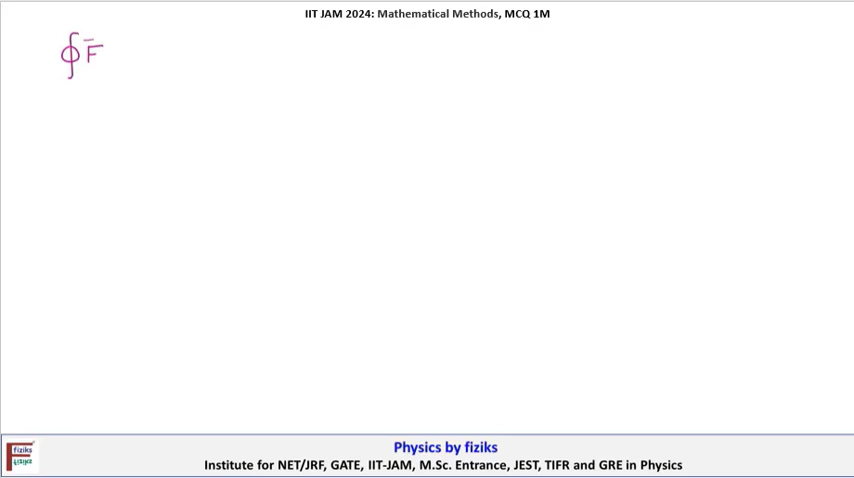 IIT JAM 2024: Mathematical Methods, MCQ 1M
∮ F̄
fiziks
Physics by fiziks
Institute for NET/JRF, GATE, IIT-JAM, M.Sc. Entrance, JEST, TIFR and GRE in Physics